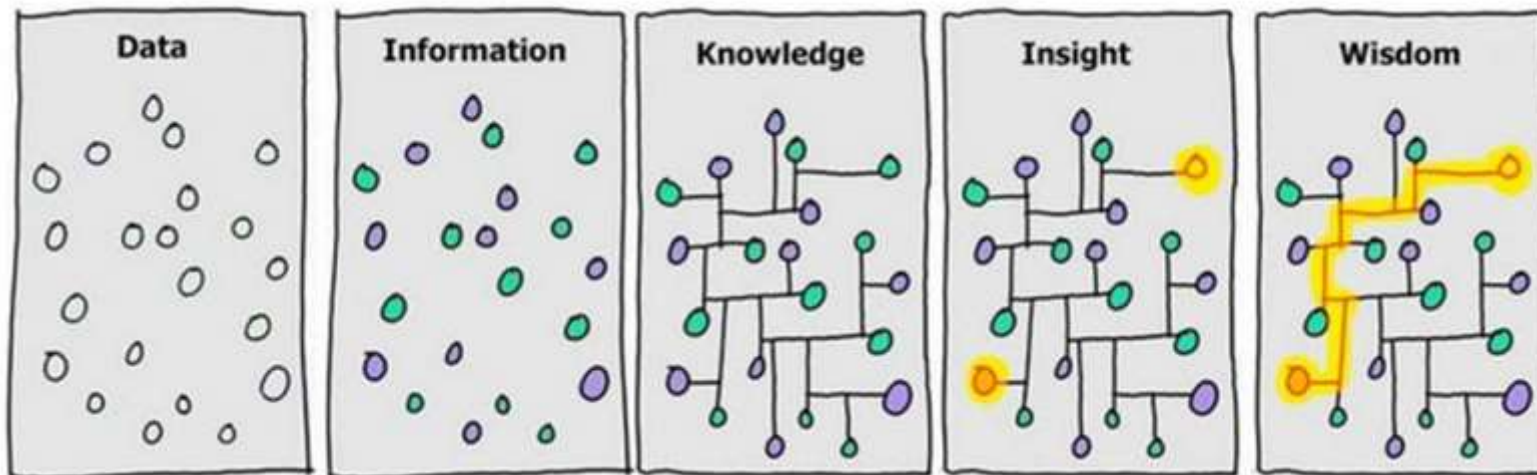 Data
Information
Knowledge
Insight
Wisdom